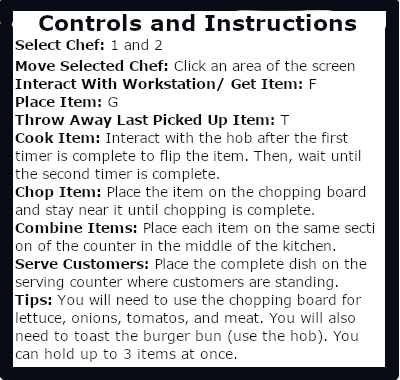 Controls and Instructions
Select Chef: 1 and 2
Move Selected Chef: Click an area of the screen
Interact With Workstation/ Get Item: F
Place Item: G
Throw Away Last Picked Up Item: T
Cook Item: Interact with the hob after the first
timer is complete to flip the item. Then, wait until
the second timer is complete.
Chop Item: Place the item on the chopping board
and stay near it until chopping is complete.
Combine Items: Place each item on the same secti
on of the counter in the middle of the kitchen.
Serve Customers: Place the complete dish on the
serving counter where customers are standing.
Tips: You will need to use the chopping board for
lettuce, onions, tomatos, and meat. You will also
need to toast the burger bun (use the hob). You
can hold up to 3 items at once.